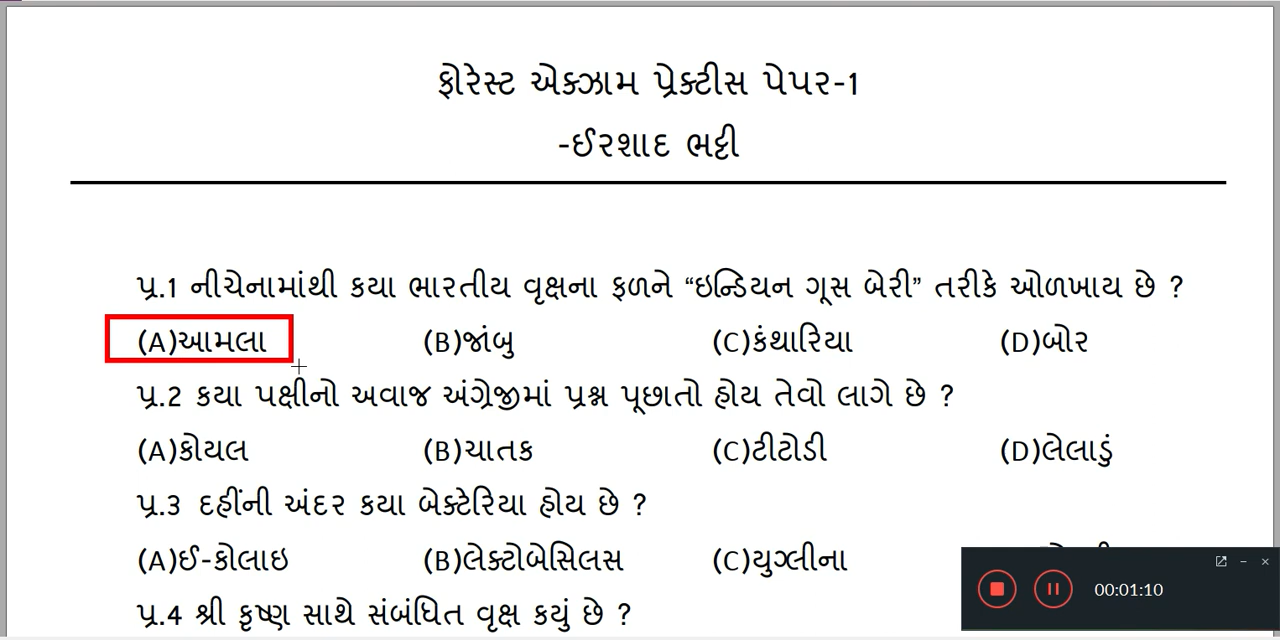 ફોરેસ્ટ એક્ઝામ પ્રેક્ટીસ પેપર-1
-ઈરશાદ ભટ્ટી
પ્ર.1 નીચેનામાંથી કયા ભારતીય વૃક્ષના ફળને “ઇન્ડિયન ગૂસ બેરી” તરીકે ઓળખાય છે ?
(A)આમલા (B)જાંબુ (C)કંથારિયા (D)બોર
પ્ર.2 કયા પક્ષીનો અવાજ અંગ્રેજીમાં પ્રશ્ન પૂછાતો હોય તેવો લાગે છે ?
(A)કોયલ (B)ચાતક (C)ટીટોડી (D)લેલાડું
પ્ર.3 દહીંની અંદર કયા બેક્ટેરિયા હોય છે ?
(A)ઈ-કોલાઇ (B)લેક્ટોબેસિલસ (C)યુગ્લીના
00:01:10
પ્ર.4 શ્રી કૃષ્ણ સાથે સંબંધિત વૃક્ષ કયું છે ?